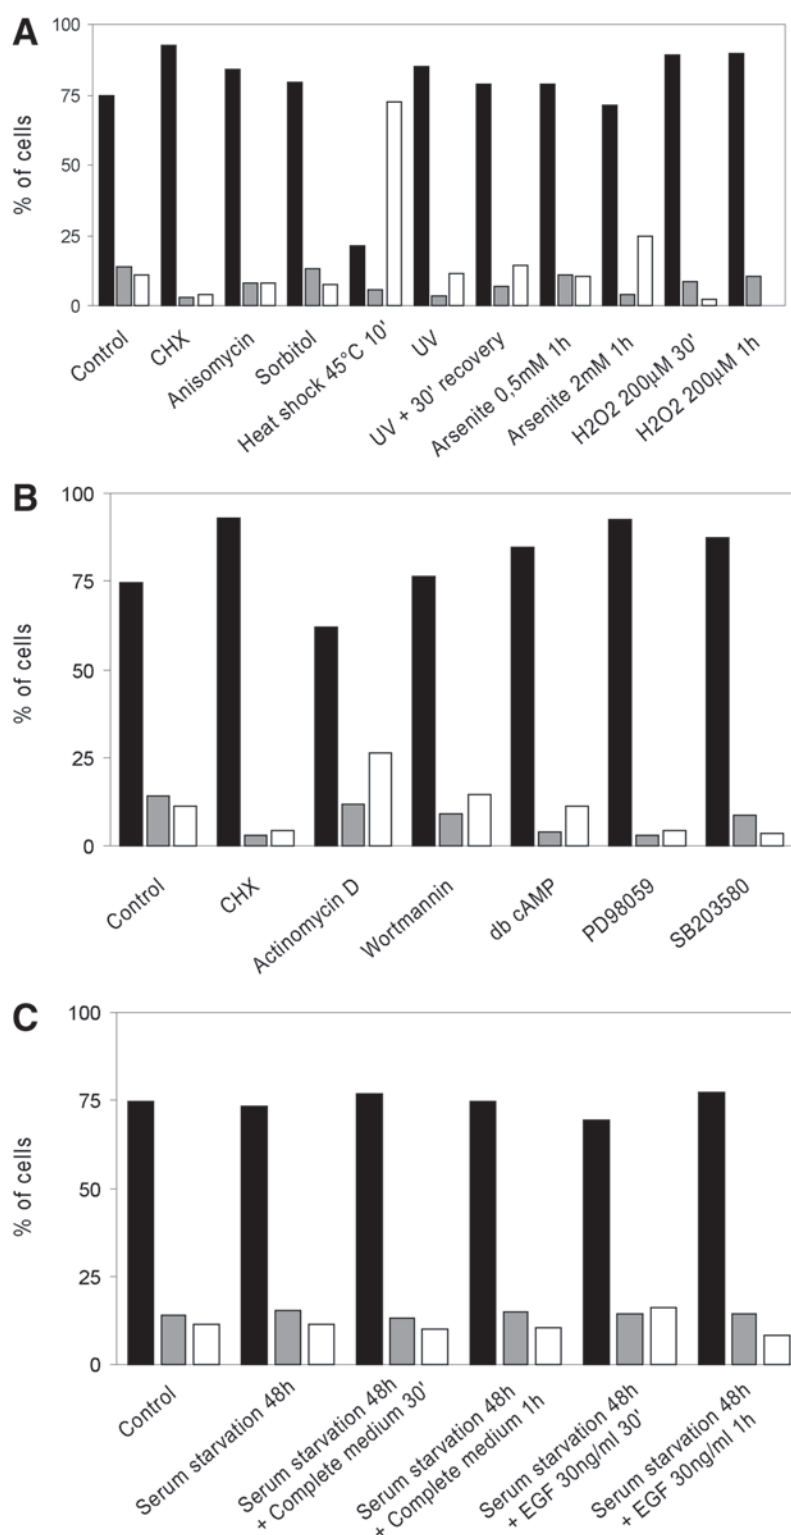 A
% of cells
100
75
50
25
0
Control
CHX
Anisomycin
Sorbitol
Heat shock 45°C 10'
UV
UV + 30' recovery
Arsenite 0,5mM 1h
Arsenite 2mM 1h
H2O2 200µM 30'
H2O2 200µM 1h
B
% of cells
100
75
50
25
0
Control
CHX
Actinomycin D
Wortmannin
db cAMP
PD98059
SB203580
C
% of cells
100
75
50
25
0
Control
Serum starvation 48h
Serum starvation 48h
+ Complete medium 30'
Serum starvation 48h
+ Complete medium 1h
Serum starvation 48h
+ EGF 30ng/ml 30'
Serum starvation 48h
+ EGF 30ng/ml 1h